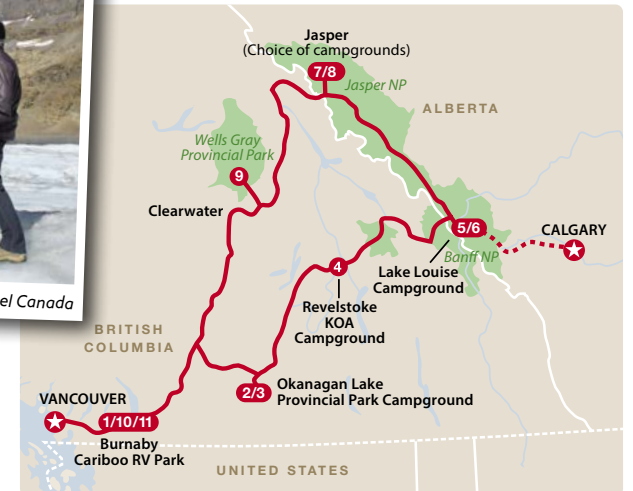 Jasper
(Choice of campgrounds)
7/8
Jasper NP
ALBERTA
Wells Gray
Provincial Park
9
Clearwater
5/6
CALGARY
Banff NP
Lake Louise
Campground
4
Revelstoke
KOA
Campground
el Canada
BRITISH
COLUMBIA
2/3
Okanagan Lake
Provincial Park Campground
VANCOUVER
1/10/11
Burnaby
Cariboo RV Park
UNITED STATES